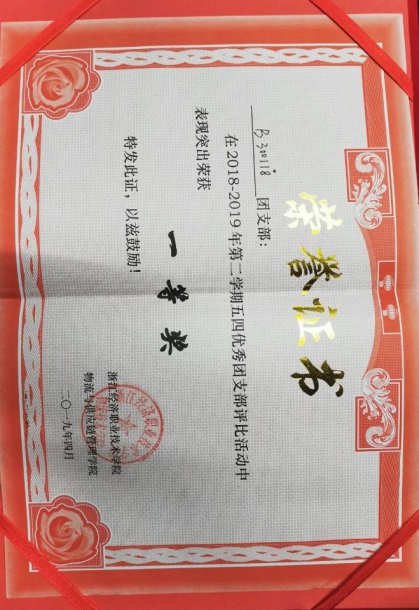 荣誉证书
B300118 团支部:
在2018-2019年第二学期五四优秀团支部评比活动中
表现突出荣获
一等奖
特发此证，以兹鼓励！
浙江经济职业技术学院
物流与供应链管理学院
二〇一九年四月